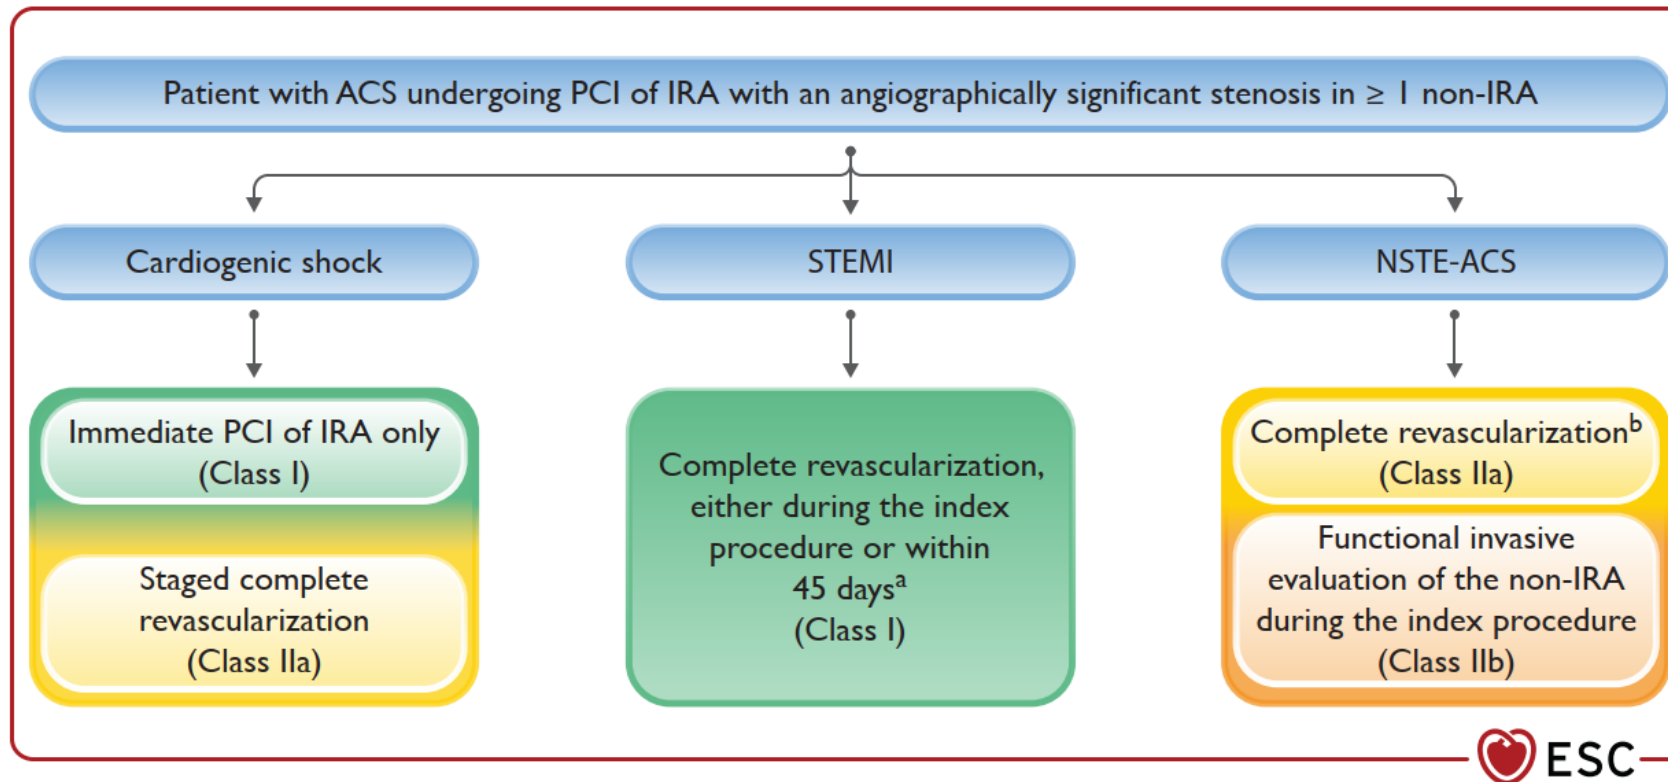 Patient with ACS undergoing PCI of IRA with an angiographically significant stenosis in ≥ 1 non-IRA
Cardiogenic shock
STEMI
NSTE-ACS
Immediate PCI of IRA only
(Class I)
Staged complete
revascularization
(Class IIa)
Complete revascularization,
either during the index
procedure or within
45 daysᵃ
(Class I)
Complete revascularizationᵇ
(Class IIa)
Functional invasive
evaluation of the non-IRA
during the index procedure
(Class IIb)
ESC